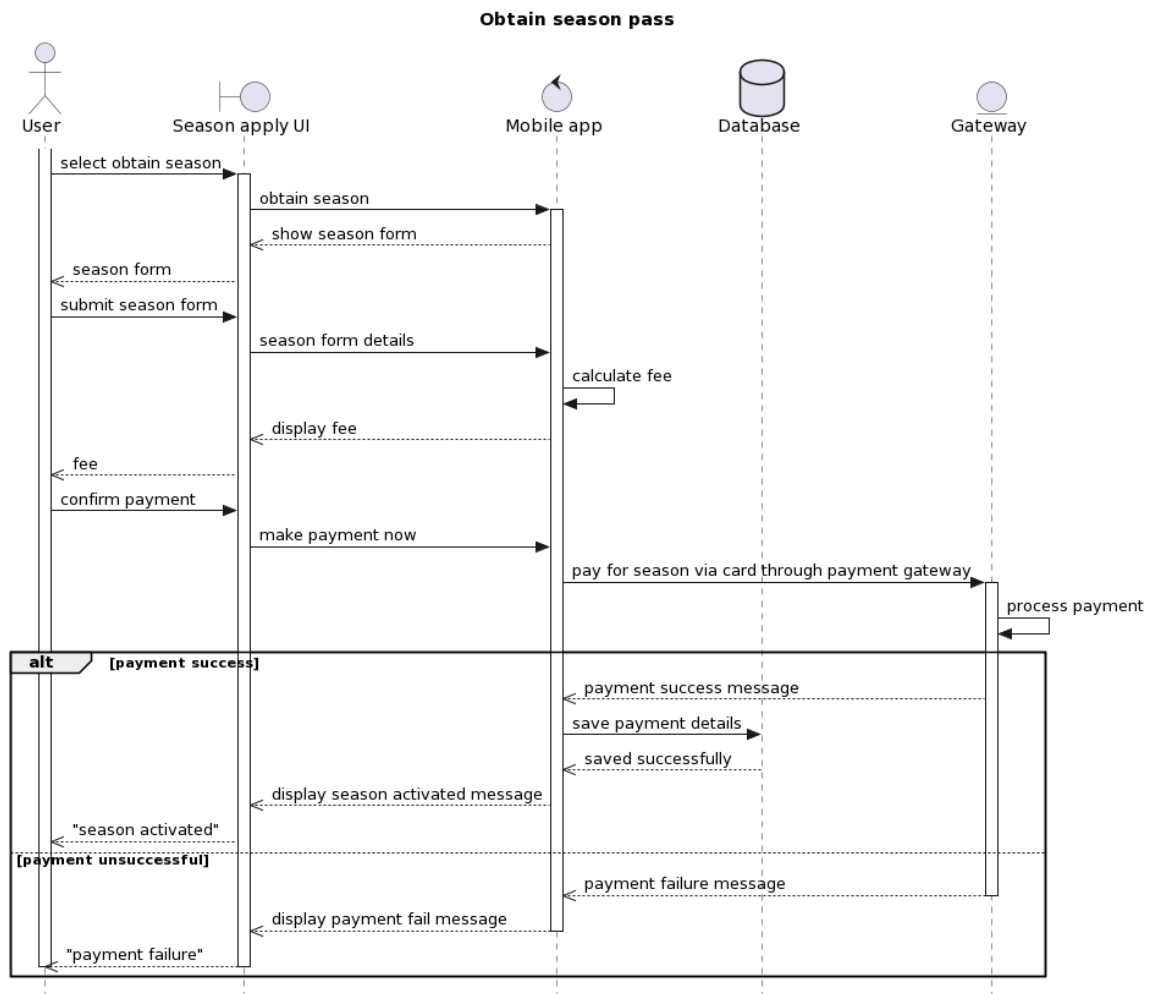 Obtain season pass
User
Season apply UI
Mobile app
Database
Gateway
select obtain season
obtain season
show season form
season form
submit season form
season form details
calculate fee
display fee
fee
confirm payment
make payment now
pay for season via card through payment gateway
process payment
alt
[payment success]
payment success message
save payment details
saved successfully
display season activated message
"season activated"
[payment unsuccessful]
payment failure message
display payment fail message
"payment failure"